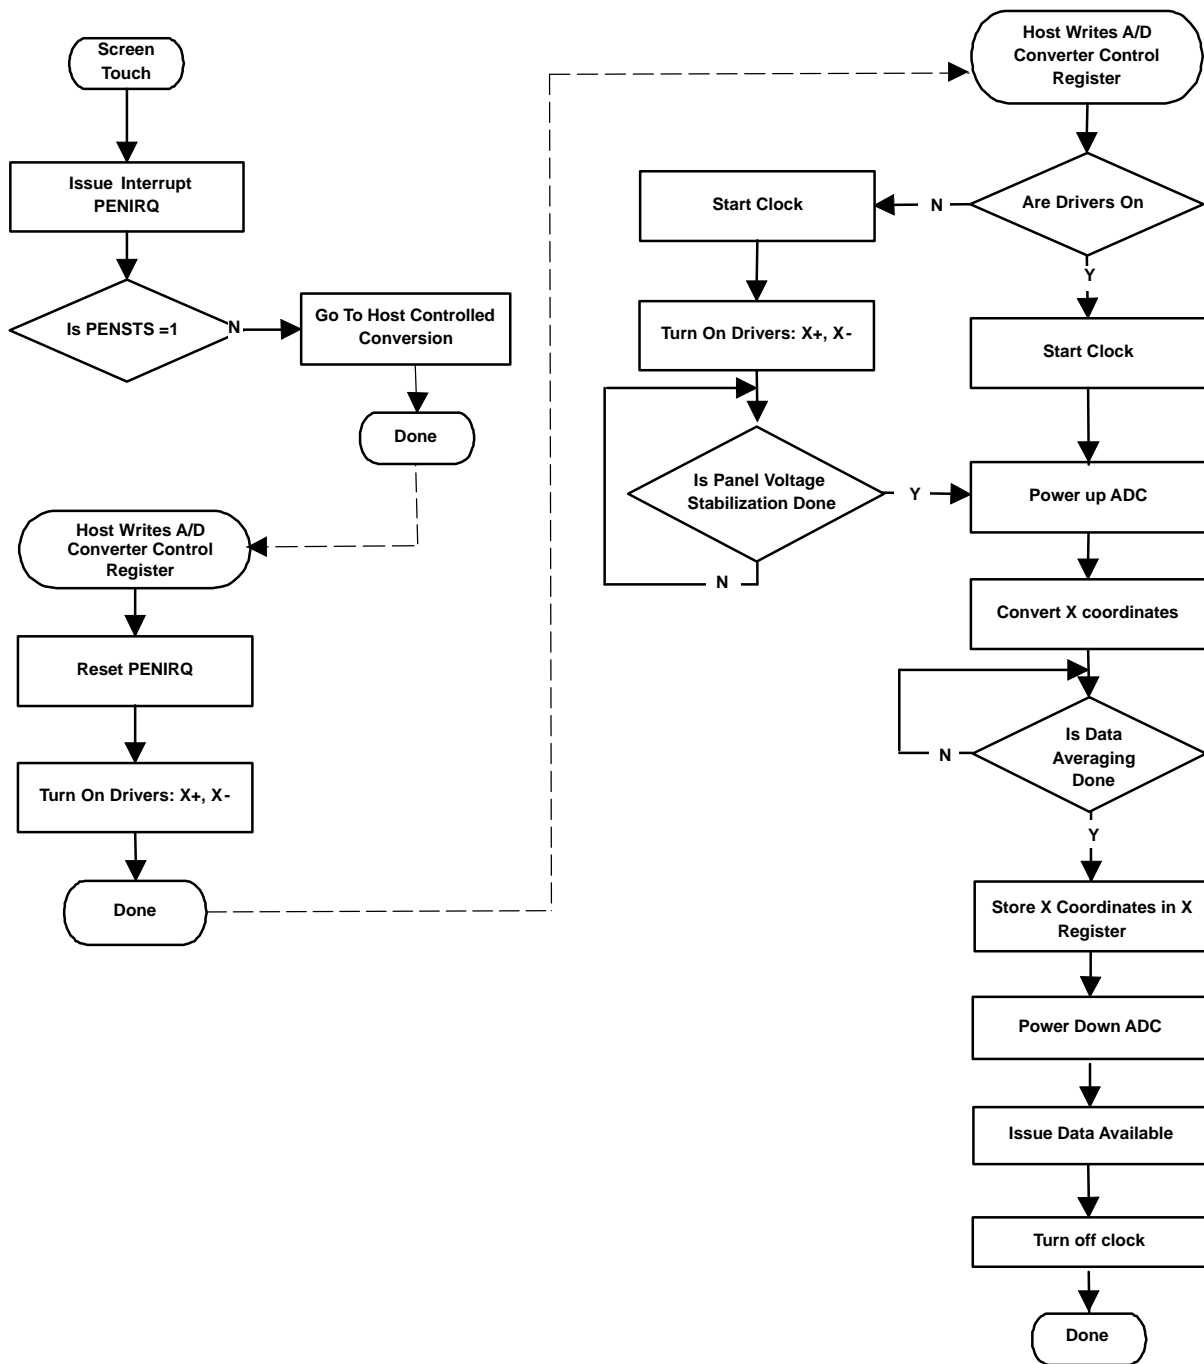 Screen
Touch
Issue Interrupt
PENIRQ
Is PENSTS =1
N
Go To Host Controlled
Conversion
Done
Host Writes A/D
Converter Control
Register
Reset PENIRQ
Turn On Drivers: X+, X-
Done
Host Writes A/D
Converter Control
Register
Are Drivers On
N
Y
Start Clock
Turn On Drivers: X+, X-
Is Panel Voltage
Stabilization Done
Y
N
Start Clock
Power up ADC
Convert X coordinates
Is Data
Averaging
Done
N
Y
Store X Coordinates in X
Register
Power Down ADC
Issue Data Available
Turn off clock
Done